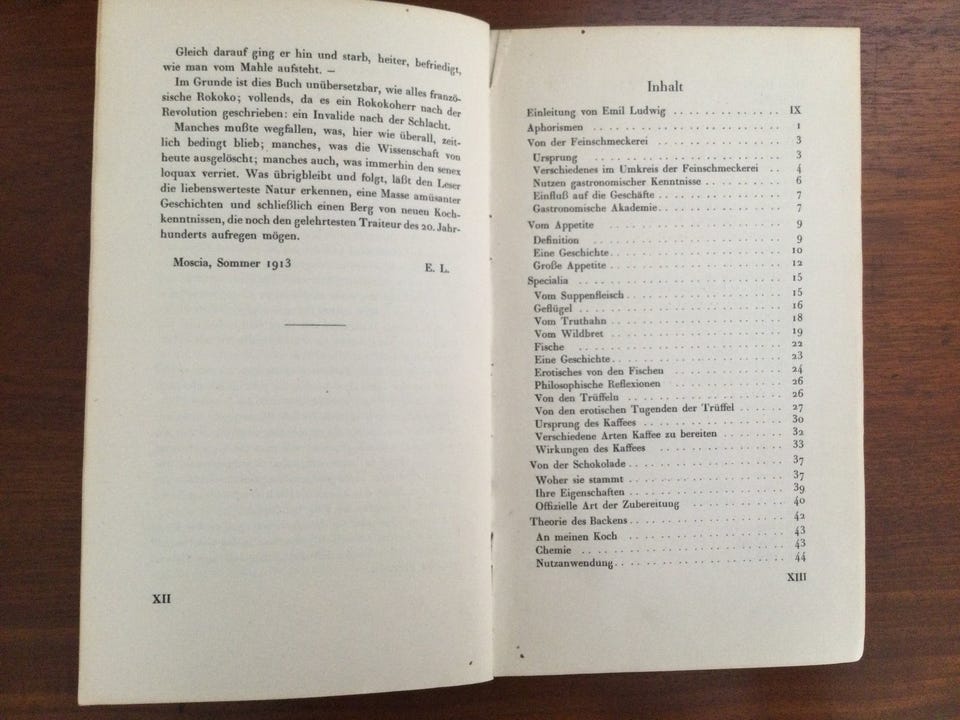 Gleich darauf ging er hin und starb, heiter, befriedigt,
wie man vom Mahle aufsteht. —
Im Grunde ist dies Buch unübersetzbar, wie alles franzö-
sische Rokoko; vollends, da es ein Rokokoherr nach der
Revolution geschrieben: ein Invalide nach der Schlacht.
Manches mußte wegfallen, was, hier wie überall, zeit-
lich bedingt blieb; manches, was die Wissenschaft von
heute ausgelöscht; manches auch, was immerhin den senex
loquax verriet. Was übrigbleibt und folgt, läßt den Leser
die liebenswerteste Natur erkennen, eine Masse amüsanter
Geschichten und schließlich einen Berg von neuen Koch-
kenntnissen, die noch den gelehrtesten Traiteur des 20. Jahr-
hunderts aufregen mögen.
Moscia, Sommer 1913 E. L.
XII
Inhalt
Einleitung von Emil Ludwig . . . . . . . . . . . IX
Aphorismen . . . . . . . . . . . . . . . . . . . 1
Von der Feinschmeckerei . . . . . . . . . . . . . 3
Ursprung . . . . . . . . . . . . . . . . . . . 3
Verschiedenes im Umkreis der Feinschmeckerei . . 4
Nutzen gastronomischer Kenntnisse . . . . . . . . 6
Einfluß auf die Geschäfte . . . . . . . . . . . . 7
Gastronomische Akademie . . . . . . . . . . . . . 7
Vom Appetite . . . . . . . . . . . . . . . . . . 9
Definition . . . . . . . . . . . . . . . . . . 9
Eine Geschichte . . . . . . . . . . . . . . . . . 10
Große Appetite . . . . . . . . . . . . . . . . . 12
Specialia . . . . . . . . . . . . . . . . . . . 15
Vom Suppenfleisch . . . . . . . . . . . . . . . . 15
Geflügel . . . . . . . . . . . . . . . . . . . 16
Vom Truthahn . . . . . . . . . . . . . . . . . . 18
Vom Wildbret . . . . . . . . . . . . . . . . . . 19
Fische . . . . . . . . . . . . . . . . . . . . 22
Eine Geschichte . . . . . . . . . . . . . . . . . 23
Erotisches von den Fischen . . . . . . . . . . . 24
Philosophische Reflexionen . . . . . . . . . . . 26
Von den Trüffeln . . . . . . . . . . . . . . . . 26
Von den erotischen Tugenden der Trüffel . . . . . 27
Ursprung des Kaffees . . . . . . . . . . . . . . 30
Verschiedene Arten Kaffee zu bereiten . . . . . . 32
Wirkungen des Kaffees . . . . . . . . . . . . . . 33
Von der Schokolade . . . . . . . . . . . . . . . 37
Woher sie stammt . . . . . . . . . . . . . . . . 37
Ihre Eigenschaften . . . . . . . . . . . . . . . 39
Offizielle Art der Zubereitung . . . . . . . . . 40
Theorie des Backens . . . . . . . . . . . . . . . 42
An meinen Koch . . . . . . . . . . . . . . . . . 43
Chemie . . . . . . . . . . . . . . . . . . . . 43
Nutzanwendung . . . . . . . . . . . . . . . . . . 44
XIII